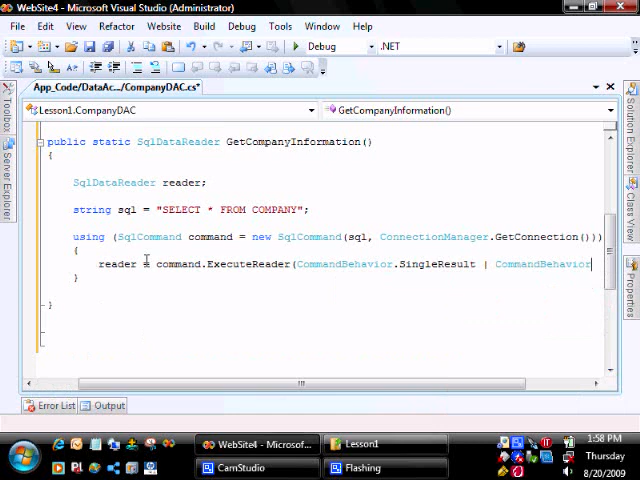 WebSite4 - Microsoft Visual Studio (Administrator)
File Edit View Website Build Debug Tools Window Help
Debug .NET
App_Code/DataAc.../CompanyDAC.cs*
Lesson1.CompanyDAC GetCompanyInformation()
public static SqlDataReader GetCompanyInformation()
{
SqlDataReader reader;
string sql = "SELECT * FROM COMPANY";
using (SqlCommand command = new SqlCommand(sql, ConnectionManager.GetConnection()))
{
reader = command.ExecuteReader(CommandBehavior.SingleResult | CommandBehavior
}
}
Toolbox
Server Explorer
Solution Explorer
Class View
Properties
Error List Output
WebSite4 - Microsof... Lesson1
CamStudio Flashing
1:58 PM
Thursday
8/20/2009